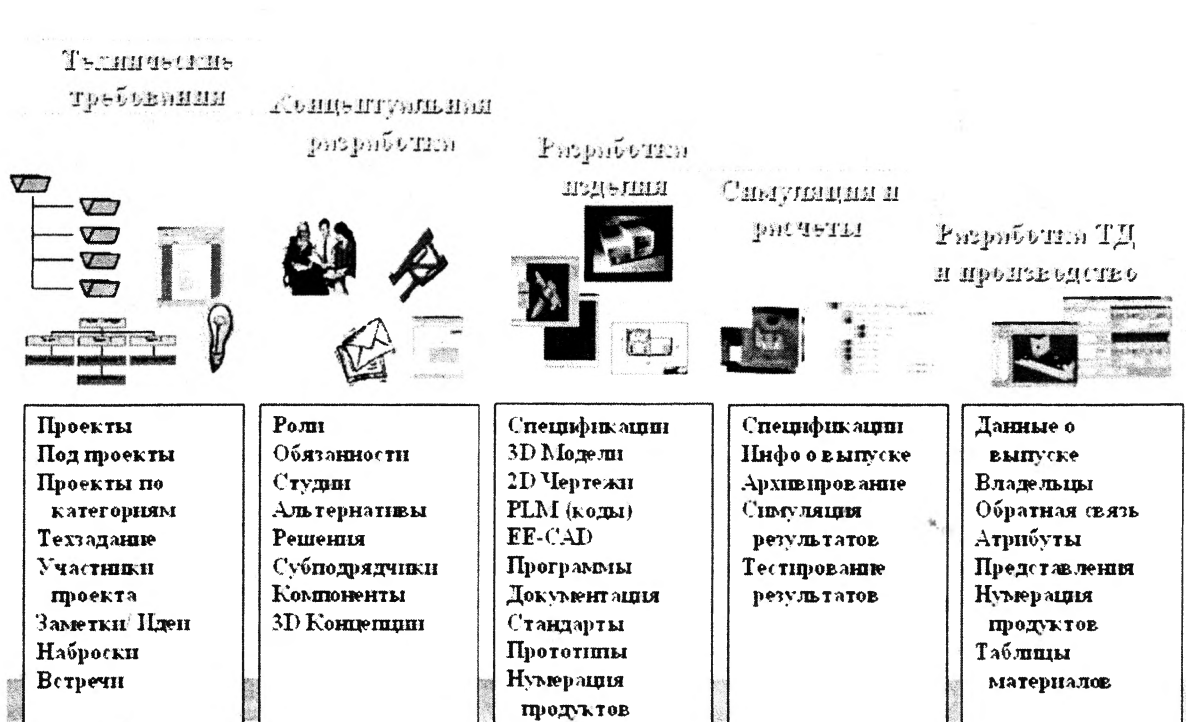 Технические
требования
Концептуальная
разработка
Разработка
изделия
Симуляция и
расчеты
Разработка ТД
и производство
Проекты
Под проекты
Проекты по
категориям
Техзадание
Участники
проекта
Заметки/ Идеи
Наброски
Встречи
Роли
Обязанности
Студии
Альтернативы
Решения
Субподрядчики
Компоненты
3D Концепции
Спецификации
3D Модели
2D Чертежи
PLM (коды)
EE-CAD
Программы
Документация
Стандарты
Прототипы
Нумерация
продуктов
Спецификации
Инфо о выпуске
Архивирование
Симуляция
результатов
Тестирование
результатов
Данные о
выпуске
Владельцы
Обратная связь
Атрибуты
Представления
Нумерация
продуктов
Таблицы
материалов